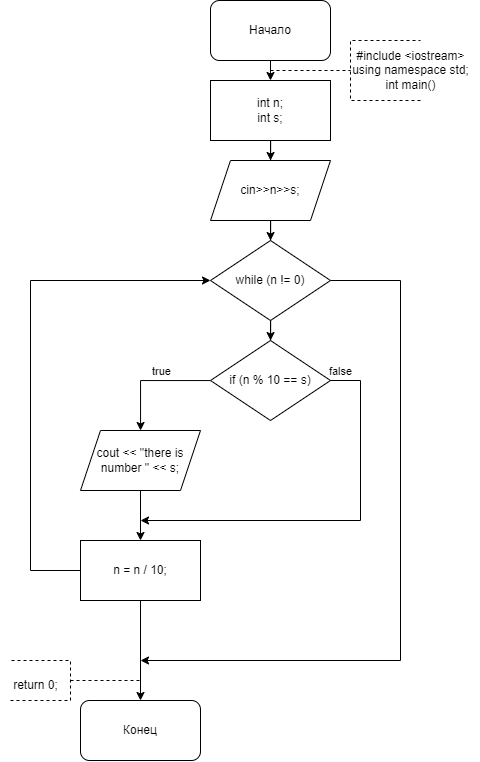 Начало
#include <iostream>
using namespace std;
int main()
int n;
int s;
cin>>n>>s;
while (n != 0)
if (n % 10 == s)
true
false
cout << "there is
number " << s;
n = n / 10;
return 0;
Конец